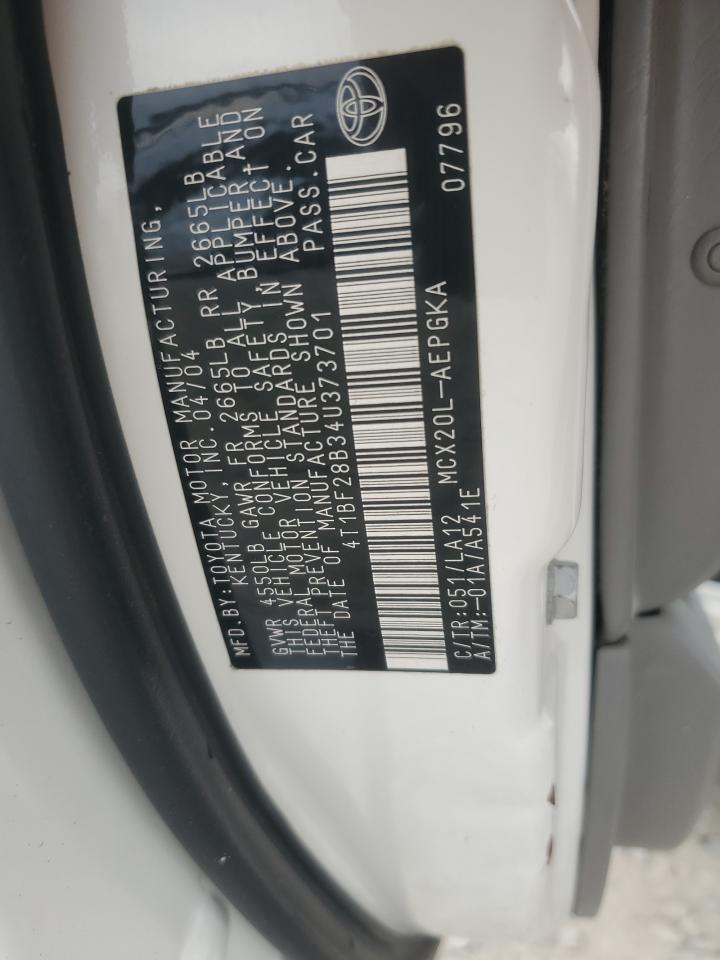 MFD. BY: TOYOTA MOTOR MANUFACTURING,
KENTUCKY, INC. 04/04
GVWR 4550LB GAWR FR 2665LB RR 2665LB
THIS VEHICLE CONFORMS TO ALL APPLICABLE
FEDERAL MOTOR VEHICLE SAFETY, BUMPER, AND
THEFT PREVENTION STANDARDS IN EFFECT ON
THE DATE OF MANUFACTURE SHOWN ABOVE.
4T1BF28B34U373701 PASS. CAR
C/TR:051/LA12 MCX20L-AEPGKA 07796
A/TM:-01A/A541E